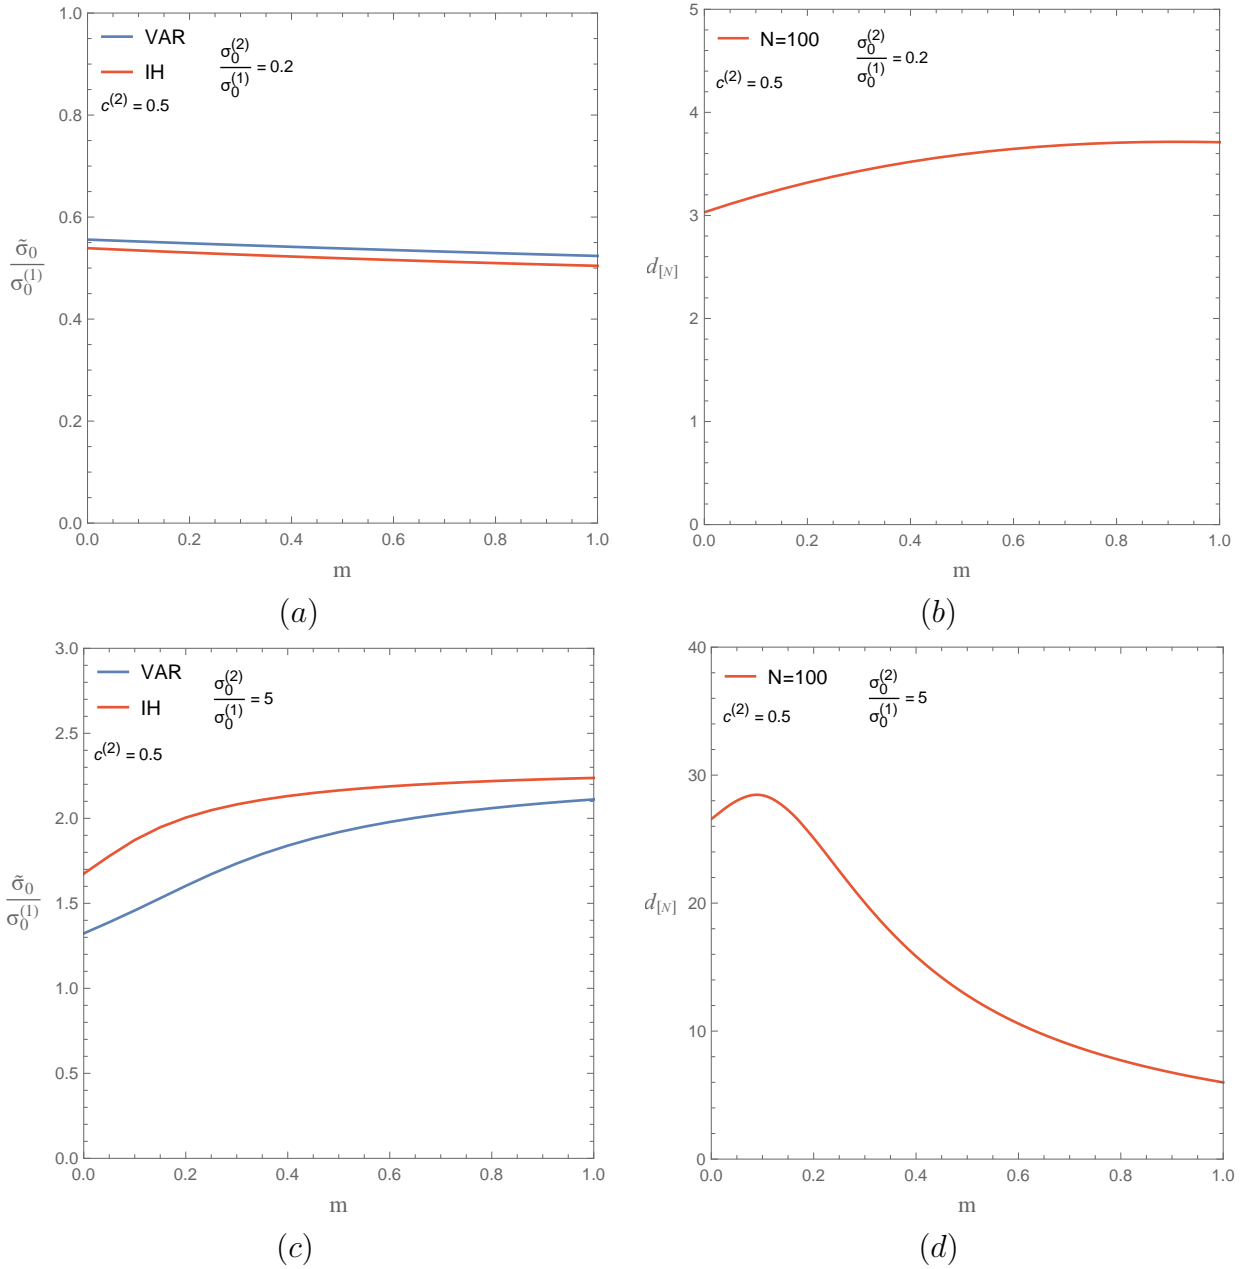 VAR
IH
σ̃₀ / σ₀⁽¹⁾
σ₀⁽²⁾ / σ₀⁽¹⁾ = 0.2
c⁽²⁾ = 0.5
1.0
0.8
0.6
0.4
0.2
0.0
0.0 0.2 0.4 0.6 0.8 1.0
m
(a)
N=100
σ₀⁽²⁾ / σ₀⁽¹⁾ = 0.2
c⁽²⁾ = 0.5
5
4
3
d[N]
2
1
0
0.0 0.2 0.4 0.6 0.8 1.0
m
(b)
VAR
IH
σ₀⁽²⁾ / σ₀⁽¹⁾ = 5
c⁽²⁾ = 0.5
3.0
2.5
2.0
σ̃₀ / σ₀⁽¹⁾
1.5
1.0
0.5
0.0
0.0 0.2 0.4 0.6 0.8 1.0
m
(c)
N=100
σ₀⁽²⁾ / σ₀⁽¹⁾ = 5
c⁽²⁾ = 0.5
40
30
20
d[N]
10
0
0.0 0.2 0.4 0.6 0.8 1.0
m
(d)